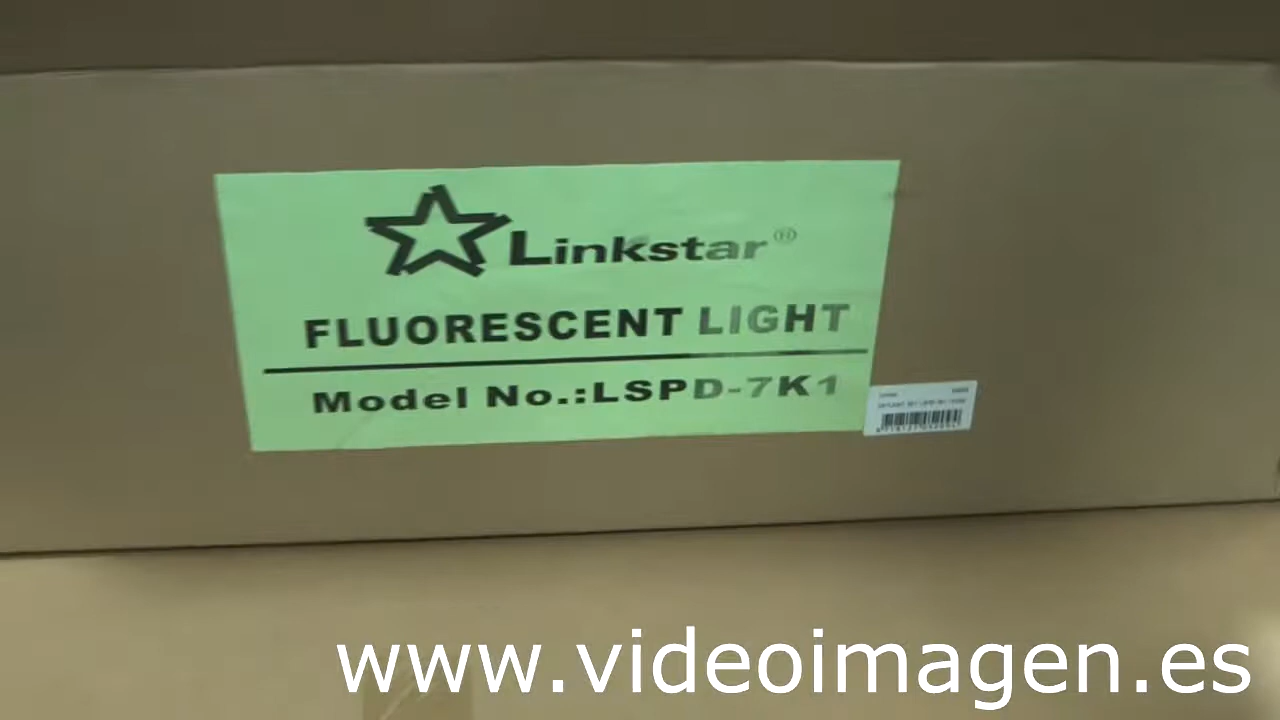 Linkstar®
FLUORESCENT LIGHT
Model No.:LSPD-7K1
www.videoimagen.es